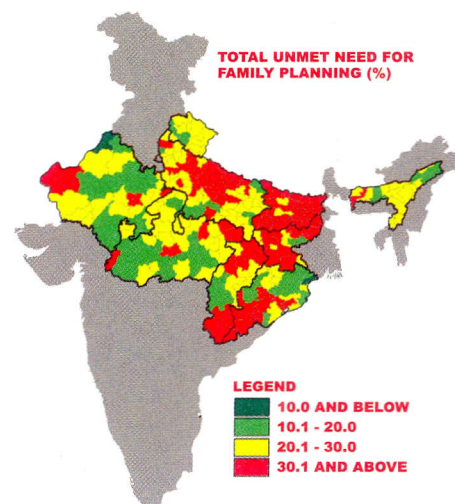 TOTAL UNMET NEED FOR
FAMILY PLANNING (%)
LEGEND
10.0 AND BELOW
10.1 - 20.0
20.1 - 30.0
30.1 AND ABOVE